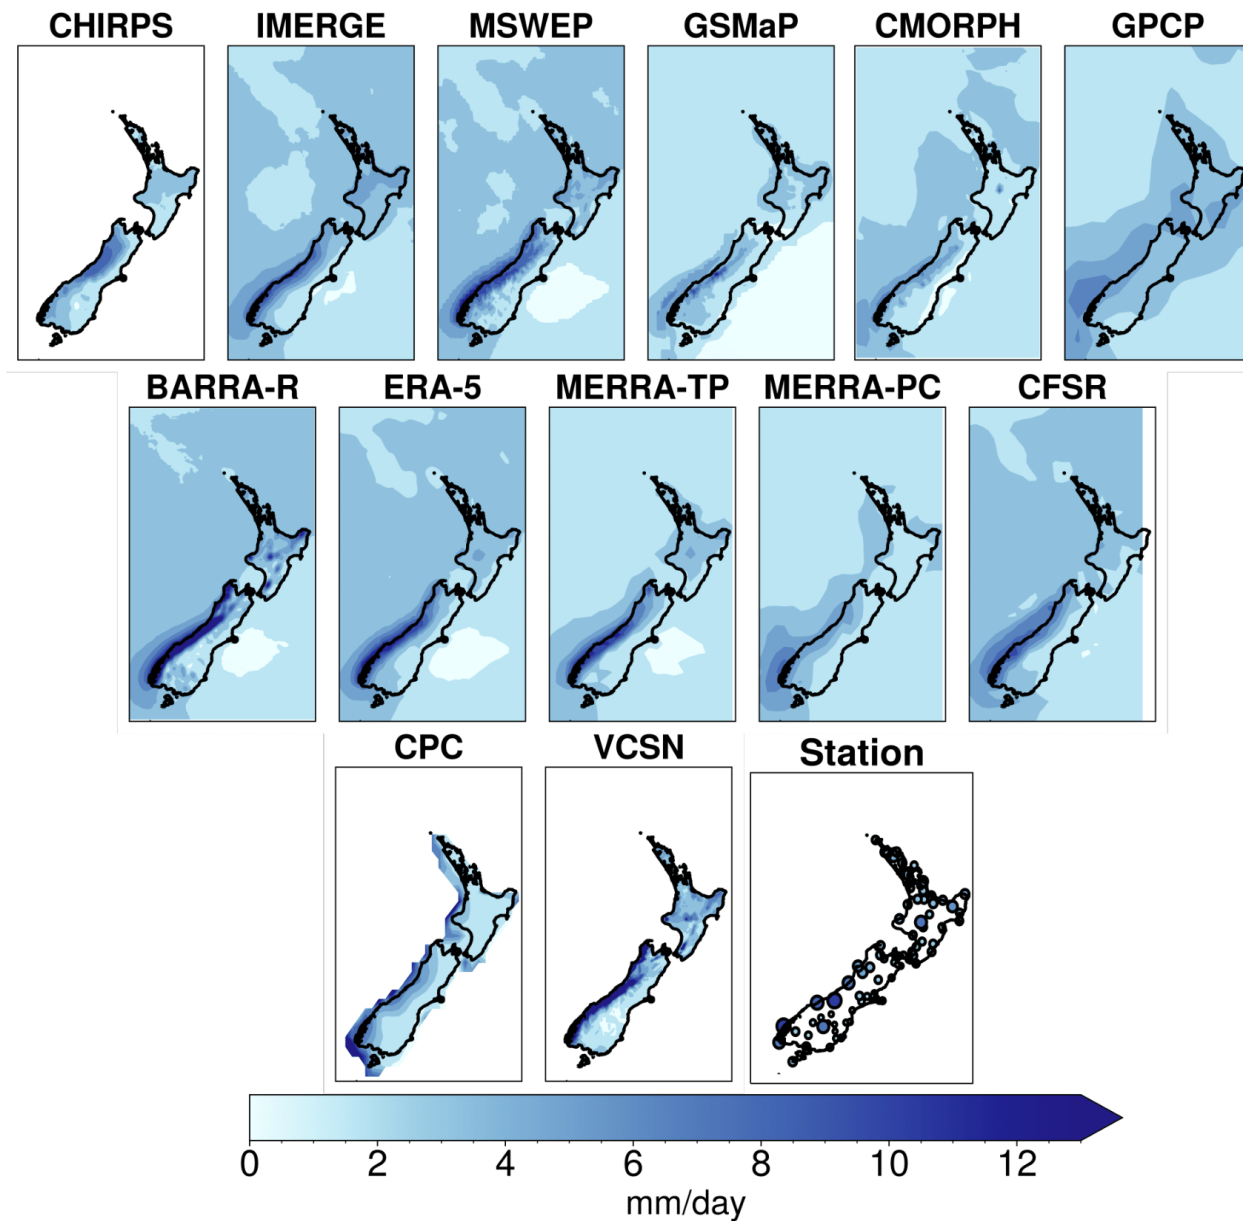 CHIRPS IMERGE MSWEP GSMaP CMORPH GPCP
BARRA-R ERA-5 MERRA-TP MERRA-PC CFSR
CPC VCSN Station
0 2 4 6 8 10 12
mm/day